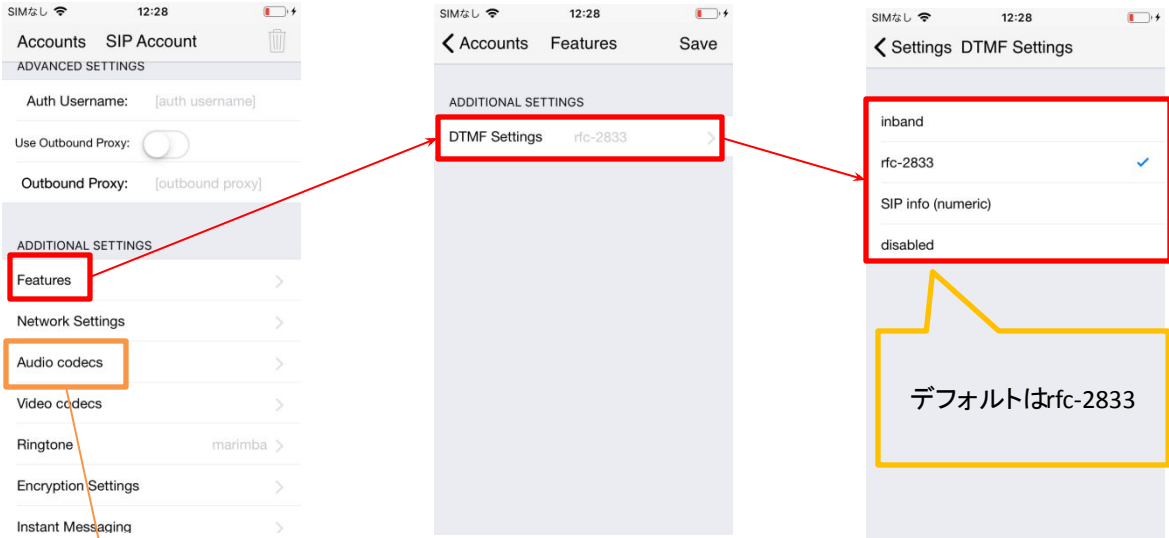 SIMなし 12:28
Accounts SIP Account
ADVANCED SETTINGS
Auth Username: [auth username]
Use Outbound Proxy:
Outbound Proxy: [outbound proxy]
ADDITIONAL SETTINGS
Features
Network Settings
Audio codecs
Video codecs
Ringtone marimba
Encryption Settings
Instant Messaging
SIMなし 12:28
Accounts Features Save
ADDITIONAL SETTINGS
DTMF Settings rfc-2833
SIMなし 12:28
Settings DTMF Settings
inband
rfc-2833
SIP info (numeric)
disabled
デフォルトはrfc-2833